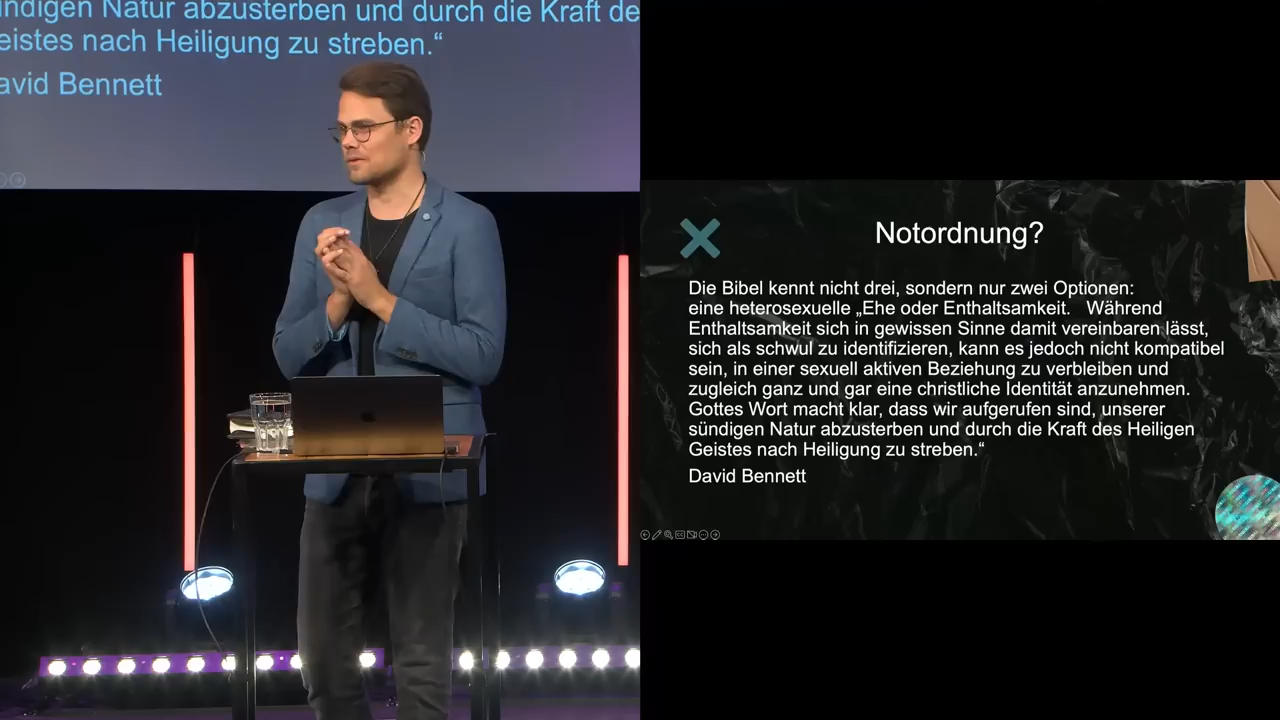 ndigen Natur abzusterben und durch die Kraft de
eistes nach Heiligung zu streben.“
avid Bennett
Notordnung?
Die Bibel kennt nicht drei, sondern nur zwei Optionen:
eine heterosexuelle „Ehe oder Enthaltsamkeit. Während
Enthaltsamkeit sich in gewissen Sinne damit vereinbaren lässt,
sich als schwul zu identifizieren, kann es jedoch nicht kompatibel
sein, in einer sexuell aktiven Beziehung zu verbleiben und
zugleich ganz und gar eine christliche Identität anzunehmen.
Gottes Wort macht klar, dass wir aufgerufen sind, unserer
sündigen Natur abzusterben und durch die Kraft des Heiligen
Geistes nach Heiligung zu streben.“
David Bennett